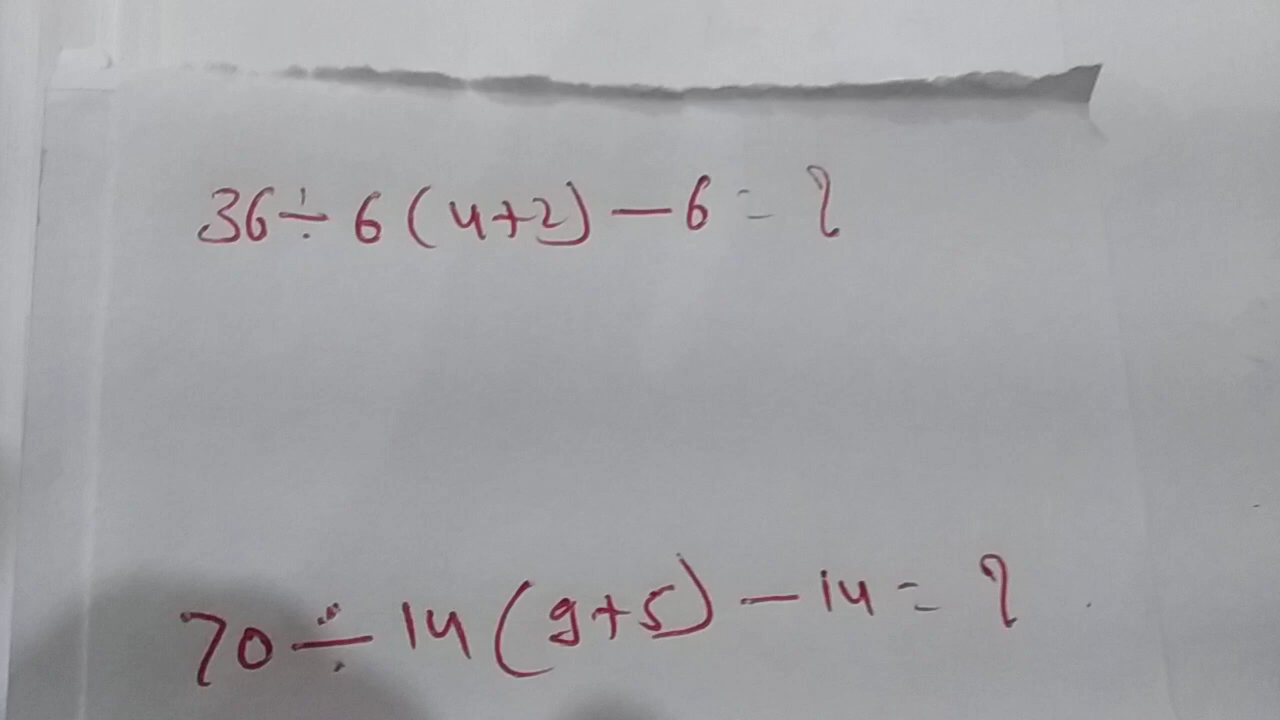 36 ÷ 6 (4+2) - 6 = ?
70 ÷ 14 (9+5) - 14 = ?